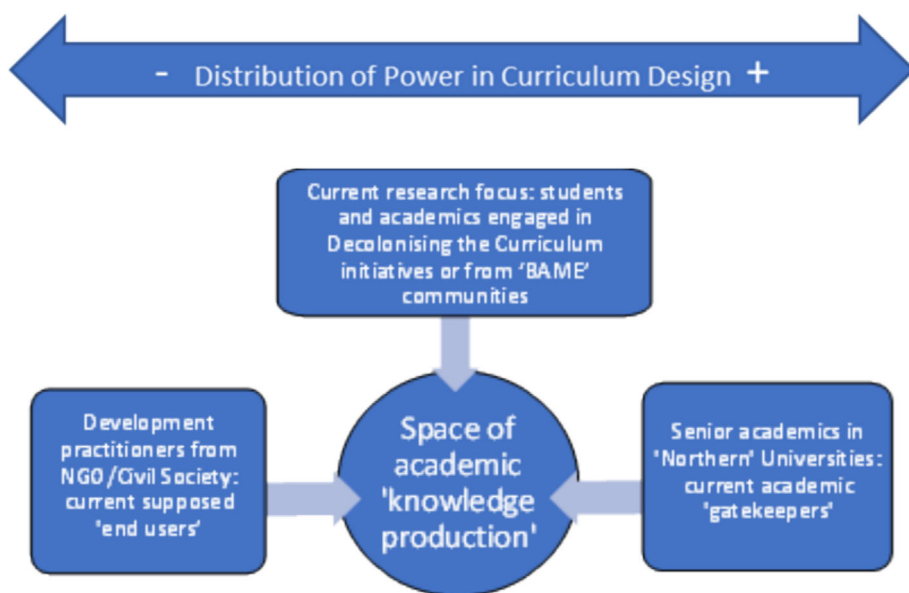 - Distribution of Power in Curriculum Design +
Current research focus: students
and academics engaged in
Decolonising the Curriculum
initiatives or from ‘BAME’
communities
Development
practitioners from
NGO/Civil Society:
current supposed
'end users'
Space of
academic
'knowledge
production'
Senior academics in
'Northern' Universities:
current academic
'gatekeepers'